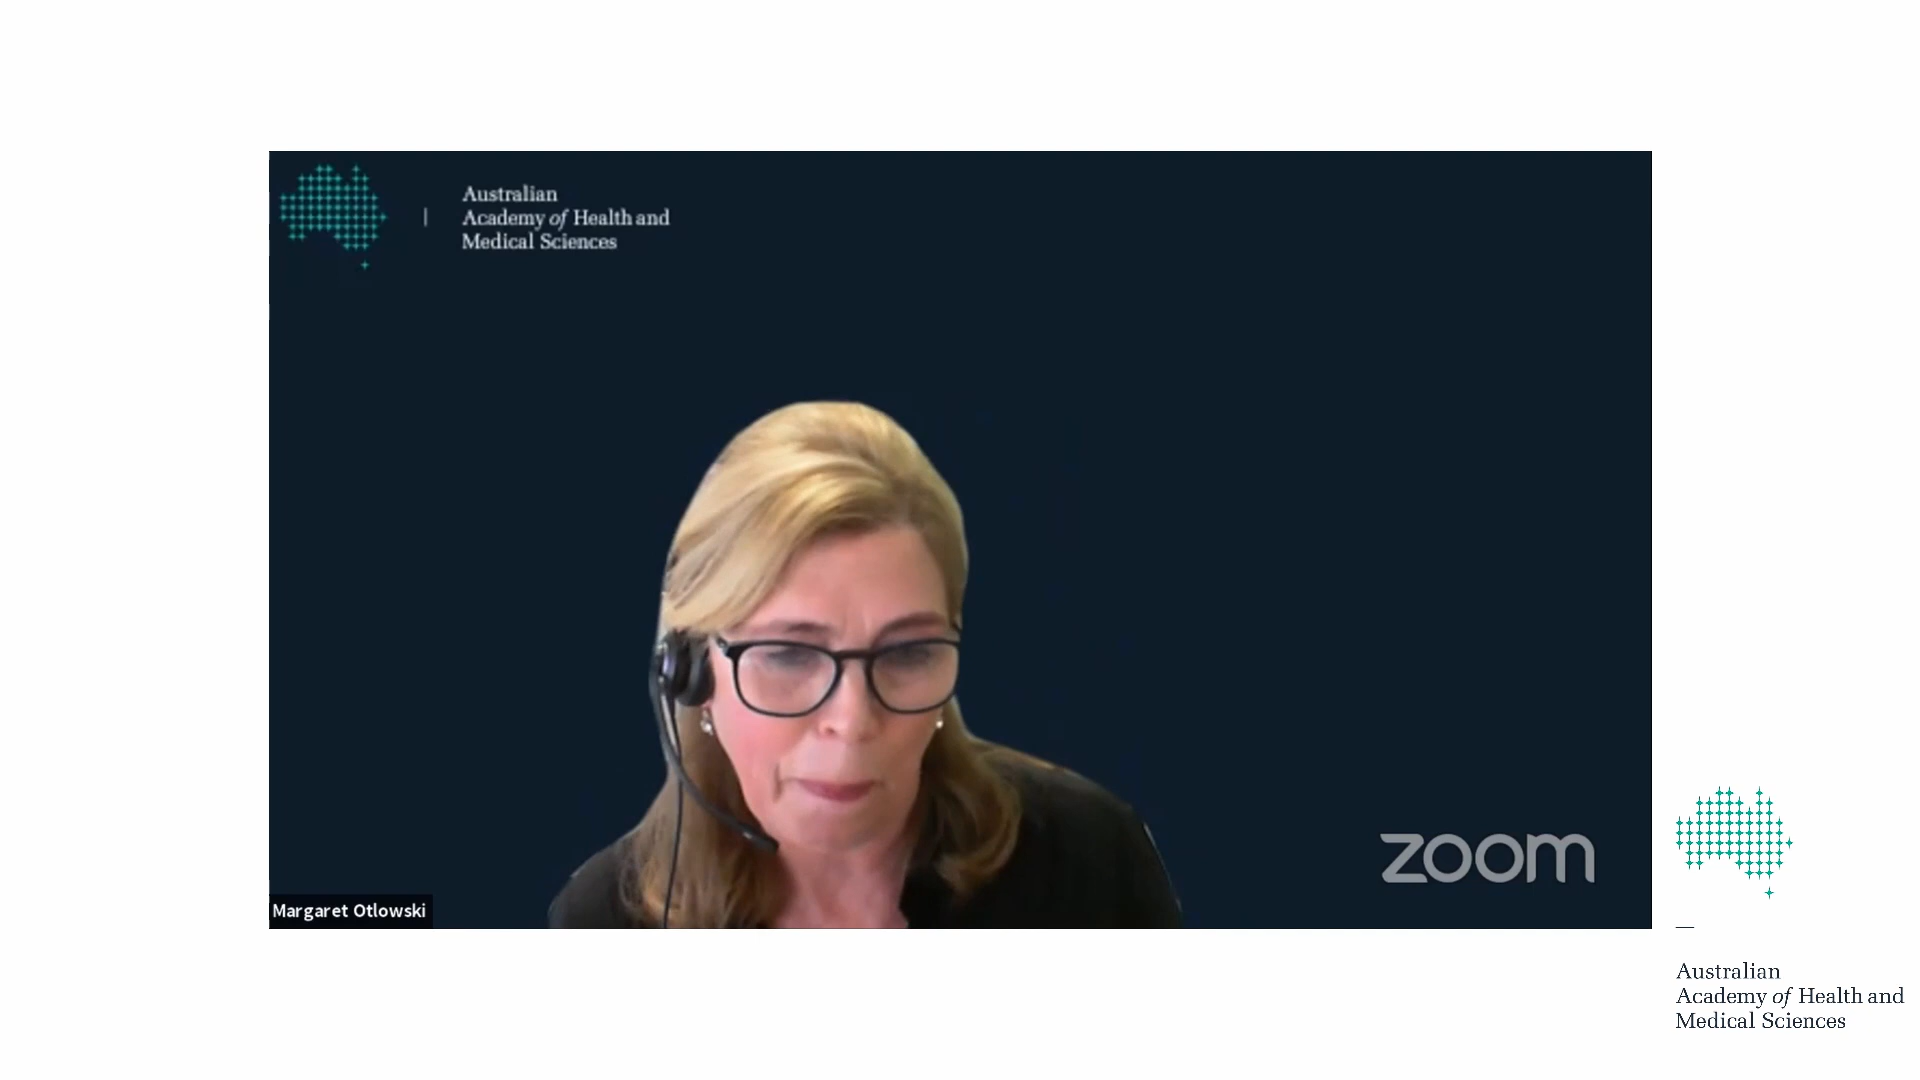 Australian
Academy of Health and
Medical Sciences
zoom
Margaret Otlowski
Australian
Academy of Health and
Medical Sciences